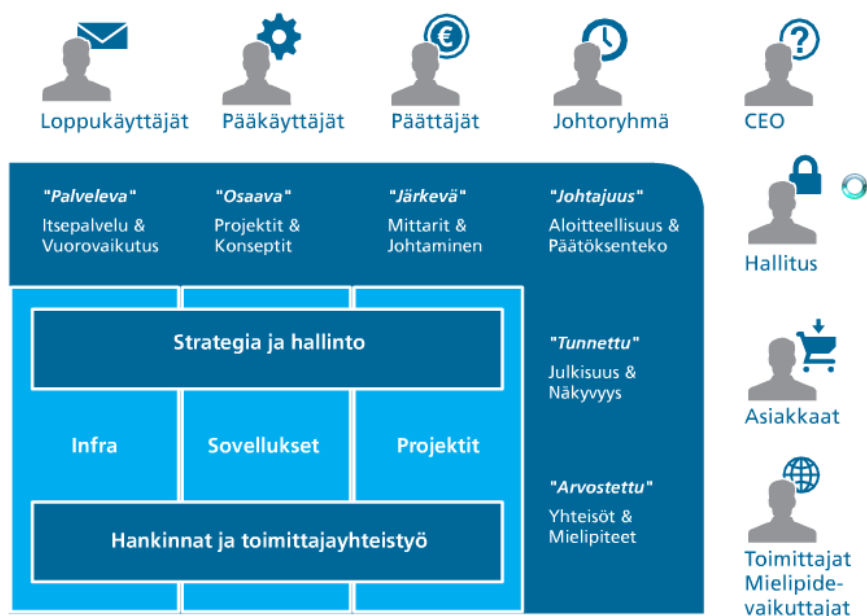 Loppukäyttäjät
Pääkäyttäjät
Päättäjät
Johtoryhmä
CEO
"Palveleva"
Itsepalvelu &
Vuorovaikutus
"Osaava"
Projektit &
Konseptit
"Järkevä"
Mittarit &
Johtaminen
"Johtajuus"
Aloitteellisuus &
Päätöksenteko
Hallitus
Strategia ja hallinto
"Tunnettu"
Julkisuus &
Näkyvyys
Asiakkaat
Infra
Sovellukset
Projektit
"Arvostettu"
Yhteisöt &
Mielipiteet
Hankinnat ja toimittajayhteistyö
Toimittajat
Mielipide-
vaikuttajat